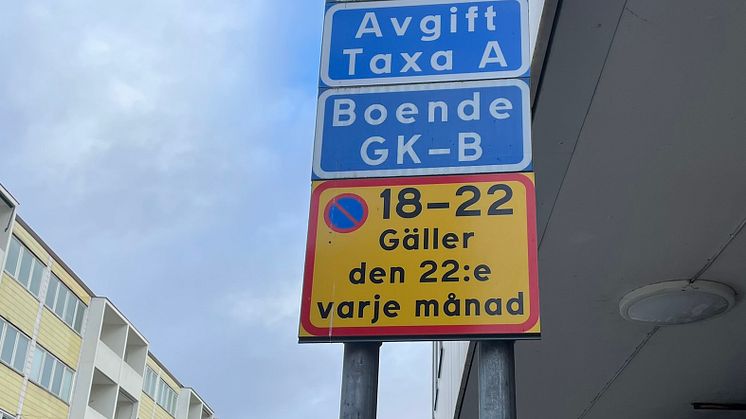 Avgift
Taxa A
Boende
GK–B
18–22
Gäller
den 22:e
varje månad